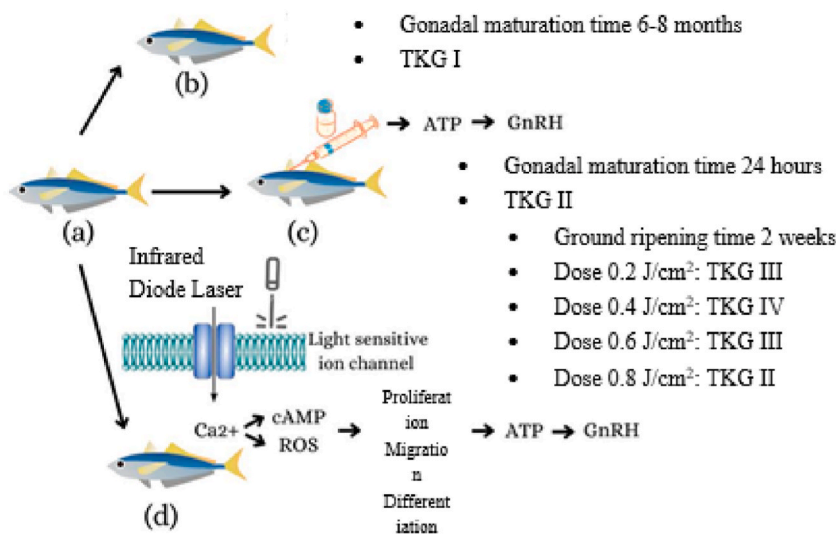 • Gonadal maturation time 6-8 months
• TKG I
(b)
→ ATP → GnRH
• Gonadal maturation time 24 hours
• TKG II
(a)
(c)
• Ground ripening time 2 weeks
• Dose 0.2 J/cm²: TKG III
• Dose 0.4 J/cm²: TKG IV
• Dose 0.6 J/cm²: TKG III
• Dose 0.8 J/cm²: TKG II
Infrared
Diode Laser
Light sensitive
ion channel
Ca2+
cAMP
ROS
Proliferat
ion
Migratio
n
Different
iation
→ ATP → GnRH
(d)